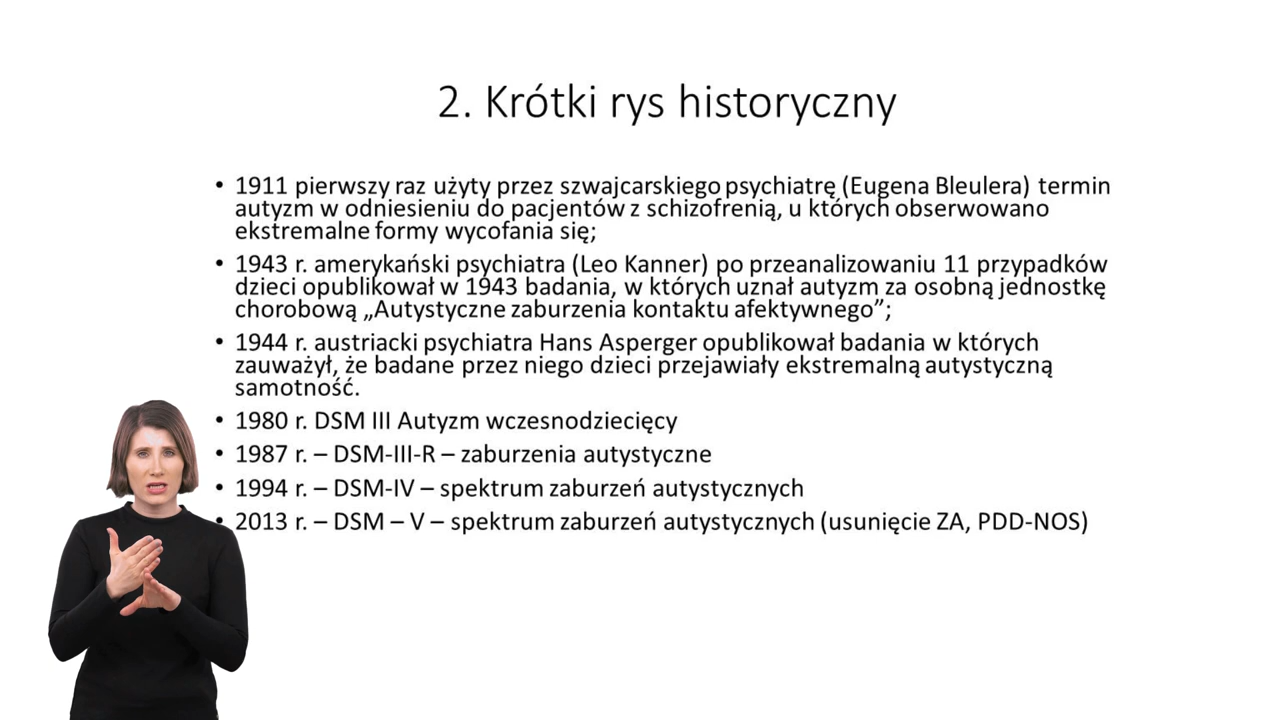 2. Krótki rys historyczny
• 1911 pierwszy raz użyty przez szwajcarskiego psychiatrę (Eugena Bleulera) termin
autyzm w odniesieniu do pacjentów z schizofrenią, u których obserwowano
ekstremalne formy wycofania się;
• 1943 r. amerykański psychiatra (Leo Kanner) po przeanalizowaniu 11 przypadków
dzieci opublikował w 1943 badania, w których uznał autyzm za osobną jednostkę
chorobową „Autystyczne zaburzenia kontaktu afektywnego”;
• 1944 r. austriacki psychiatra Hans Asperger opublikował badania w których
zauważył, że badane przez niego dzieci przejawiały ekstremalną autystyczną
samotność.
• 1980 r. DSM III Autyzm wczesnodziecięcy
• 1987 r. – DSM-III-R – zaburzenia autystyczne
• 1994 r. – DSM-IV – spektrum zaburzeń autystycznych
• 2013 r. – DSM – V – spektrum zaburzeń autystycznych (usunięcie ZA, PDD-NOS)